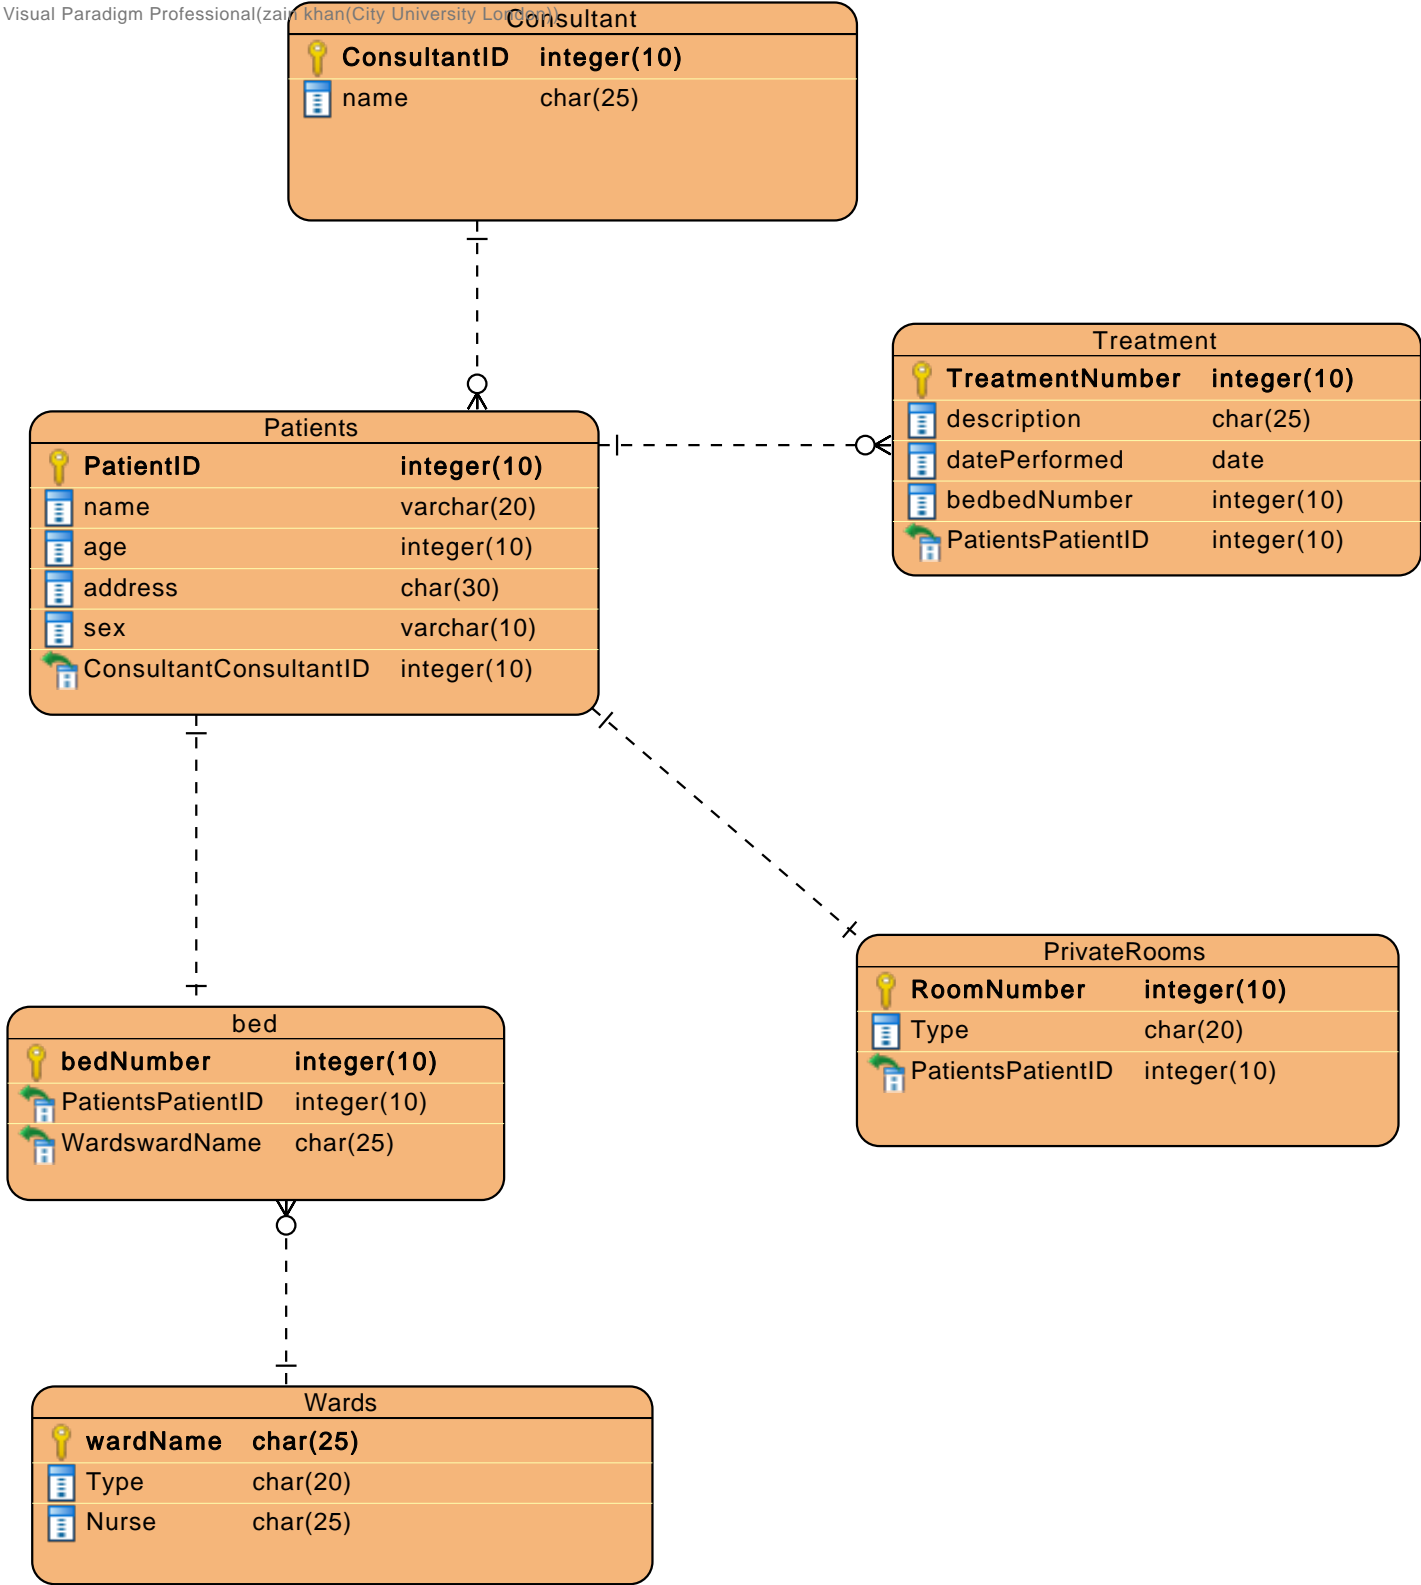 Visual Paradigm Professional(zain khan(City University London))
Consultant
ConsultantID integer(10)
name char(25)
Treatment
TreatmentNumber integer(10)
description char(25)
datePerformed date
bedbedNumber integer(10)
PatientsPatientID integer(10)
Patients
PatientID integer(10)
name varchar(20)
age integer(10)
address char(30)
sex varchar(10)
ConsultantConsultantID integer(10)
PrivateRooms
RoomNumber integer(10)
Type char(20)
PatientsPatientID integer(10)
bed
bedNumber integer(10)
PatientsPatientID integer(10)
WardswardName char(25)
Wards
wardName char(25)
Type char(20)
Nurse char(25)